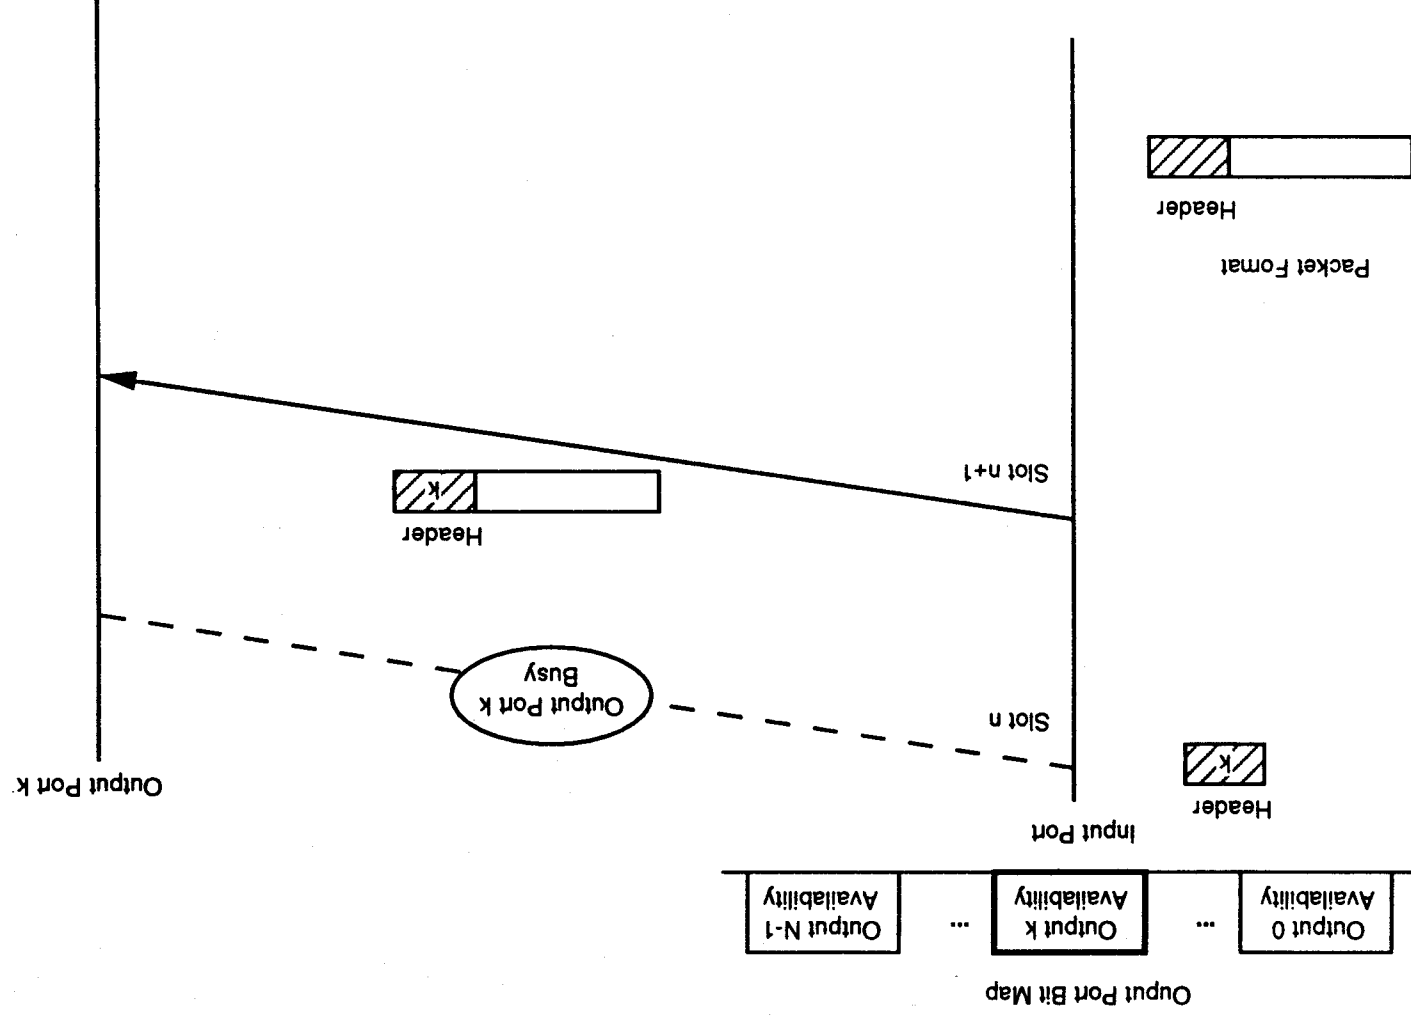 Ouput Port Bit Map
Output 0
Availability
...
Output k
Availability
...
Output N-1
Availability
Input Port
Output Port k
Header
k
Slot n
Output Port k
Busy
Header
k
Slot n+1
Packet Fomat
Header